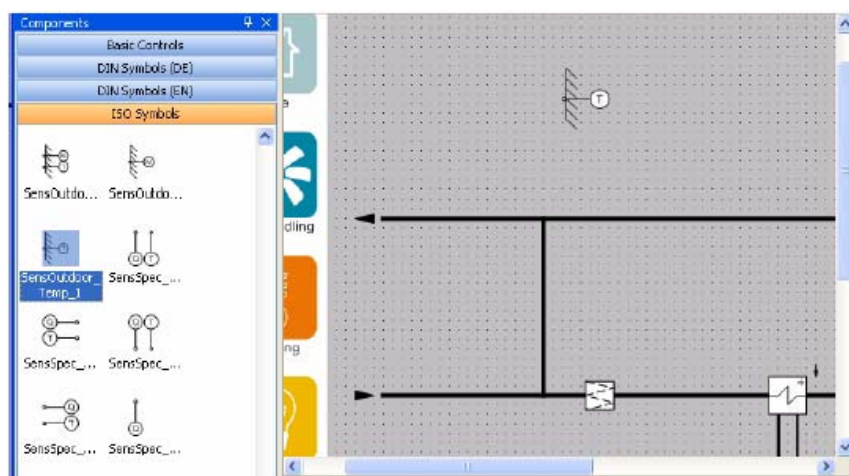 Components
Basic Controls
DIN Symbols (DE)
DIN Symbols (EN)
ISO Symbols
SensOutdo... SensOutdo...
SensOutdoor_
Temp_1
SensSpec_...
SensSpec_... SensSpec_...
SensSpec_... SensSpec_...
T
e
dling
ng